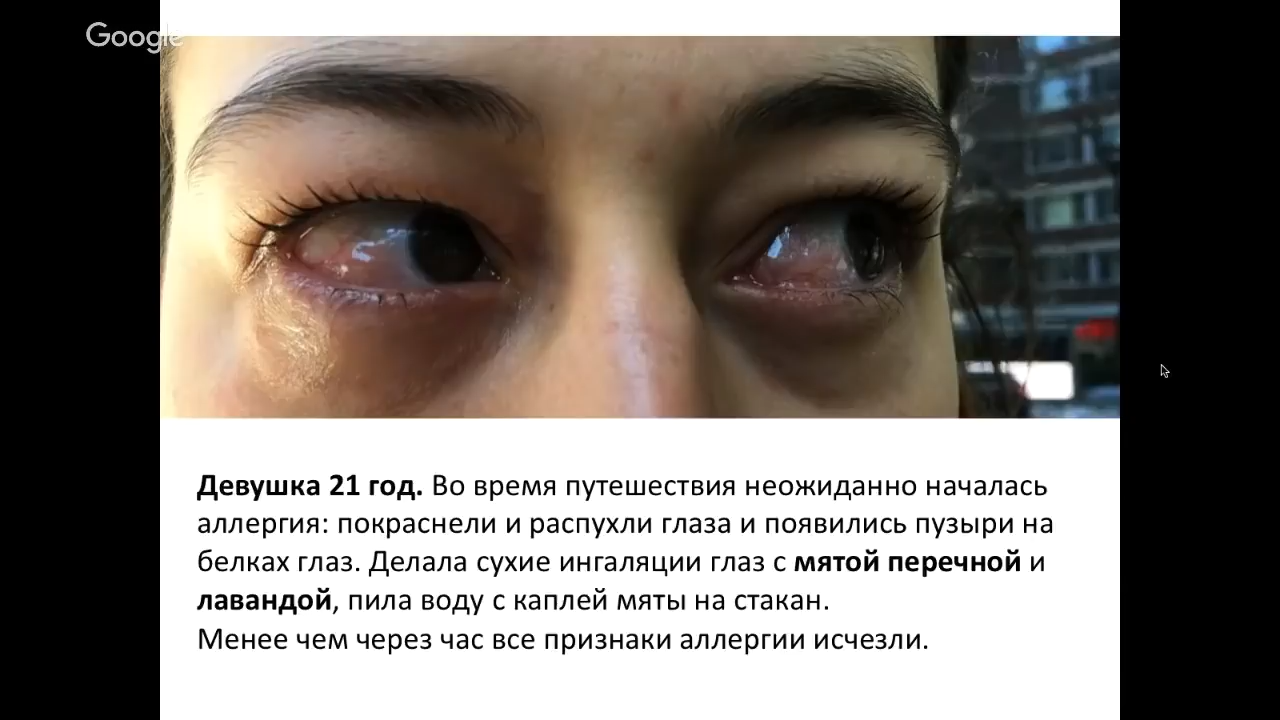 Google
Девушка 21 год. Во время путешествия неожиданно началась
аллергия: покраснели и распухли глаза и появились пузыри на
белках глаз. Делала сухие ингаляции глаз с мятой перечной и
лавандой, пила воду с каплей мяты на стакан.
Менее чем через час все признаки аллергии исчезли.